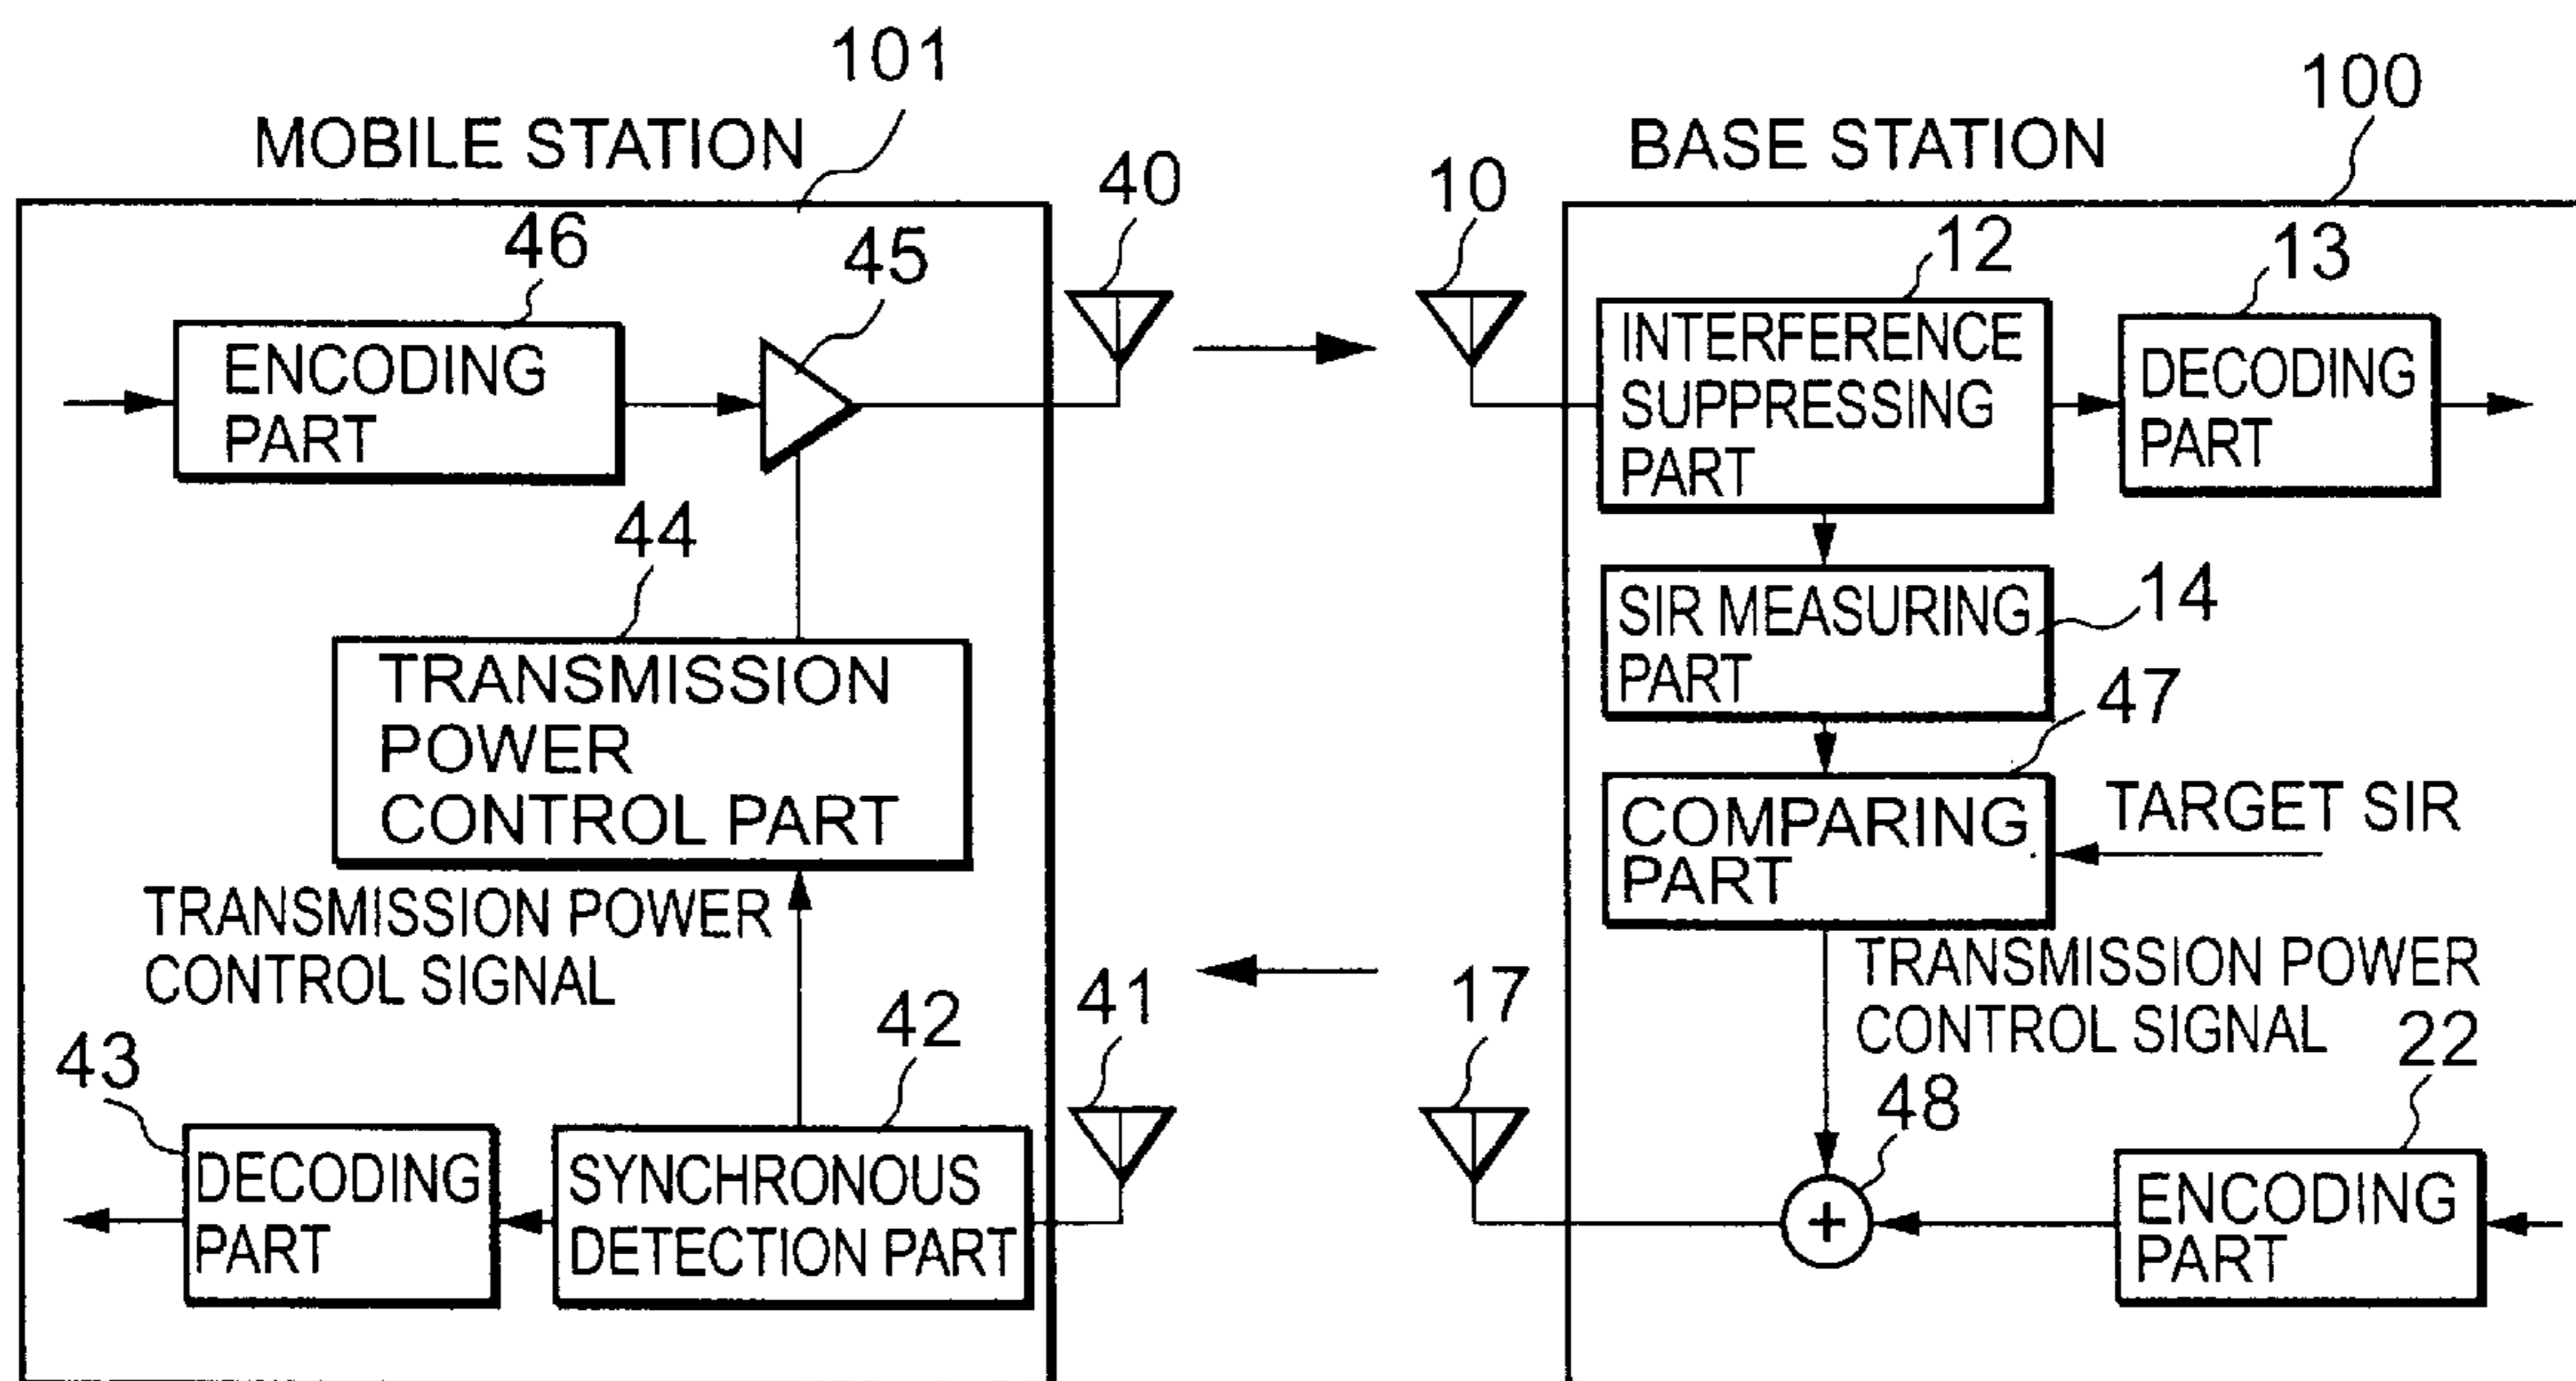 101
100
MOBILE STATION
BASE STATION
40
10
46
45
12
13
ENCODING
PART
INTERFERENCE
SUPPRESSING
PART
DECODING
PART
44
SIR MEASURING
PART
14
TRANSMISSION
POWER
CONTROL PART
47
COMPARING
PART
TARGET SIR
TRANSMISSION POWER
CONTROL SIGNAL
TRANSMISSION POWER
CONTROL SIGNAL
43
42
41
17
48
22
DECODING
PART
SYNCHRONOUS
DETECTION PART
+
ENCODING
PART